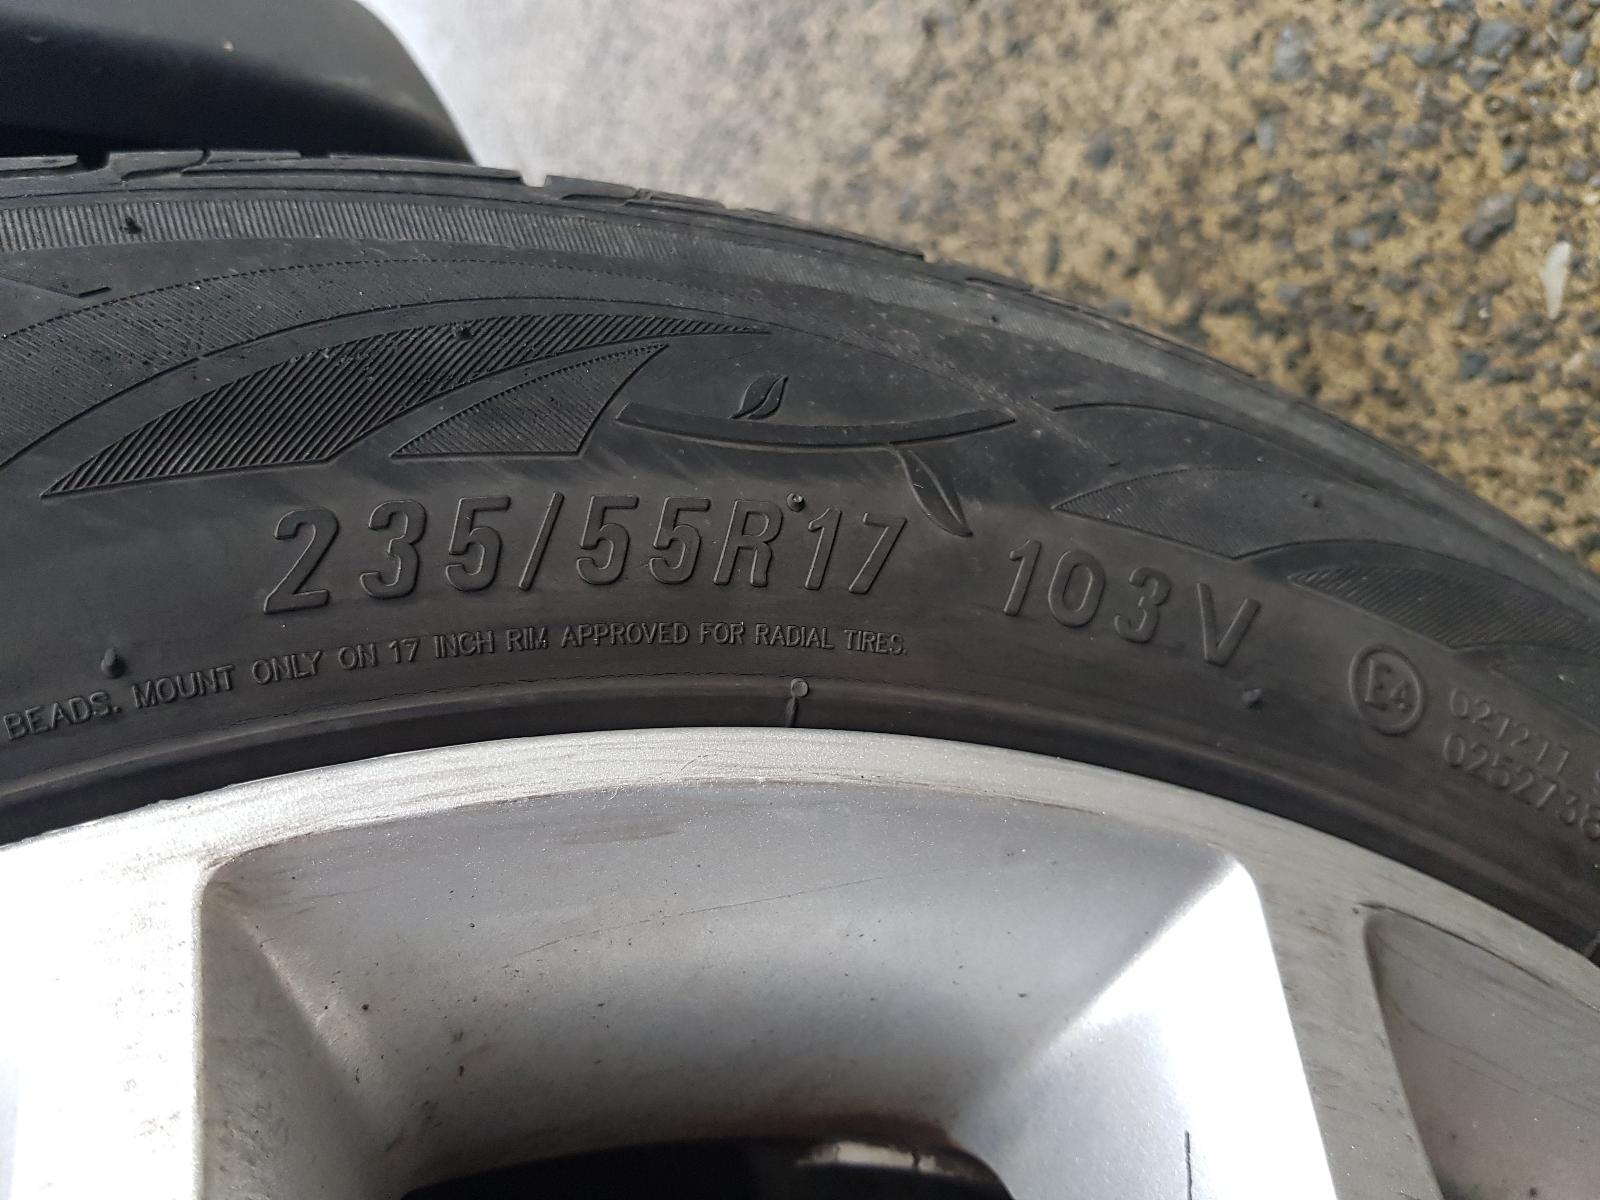 235/55R17 103V
BEADS. MOUNT ONLY ON 17 INCH RIM APPROVED FOR RADIAL TIRES.
E4